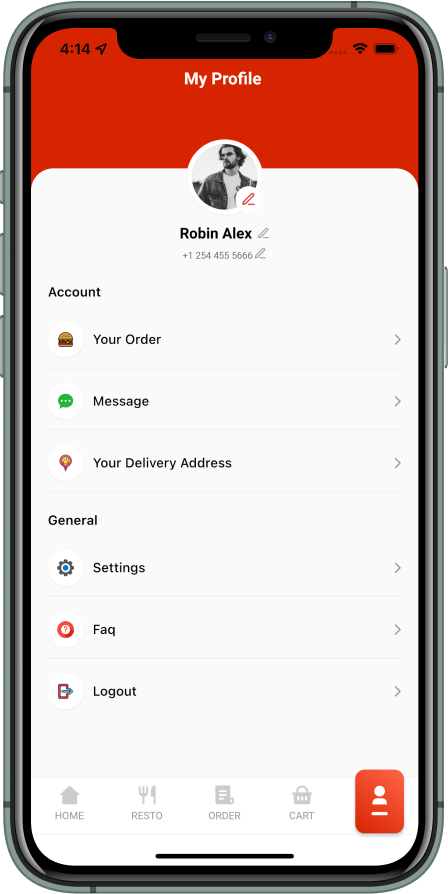 4:14
My Profile
Robin Alex
+1 254 455 5666
Account
Your Order
Message
Your Delivery Address
General
Settings
Faq
Logout
HOME RESTO ORDER CART